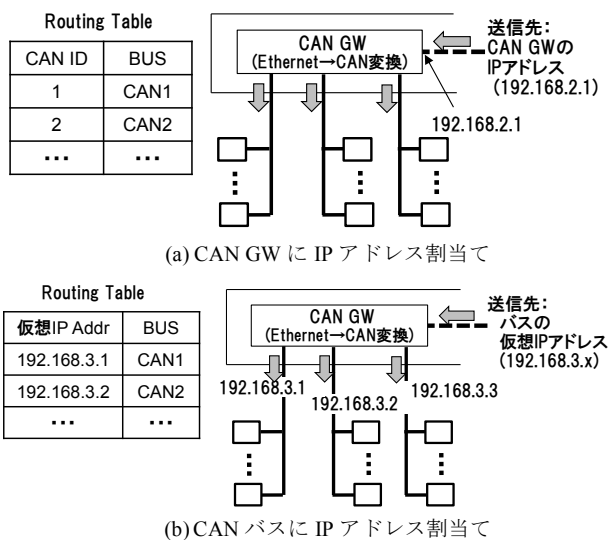 Routing Table
CAN ID BUS
1 CAN1
2 CAN2
… …
CAN GW
(Ethernet→CAN変換)
送信先:
CAN GWの
IPアドレス
(192.168.2.1)
192.168.2.1
(a) CAN GW に IP アドレス割当て
Routing Table
仮想IP Addr BUS
192.168.3.1 CAN1
192.168.3.2 CAN2
… …
CAN GW
(Ethernet→CAN変換)
送信先:
バスの
仮想IPアドレス
(192.168.3.x)
192.168.3.1
192.168.3.2
192.168.3.3
(b) CAN バスに IP アドレス割当て